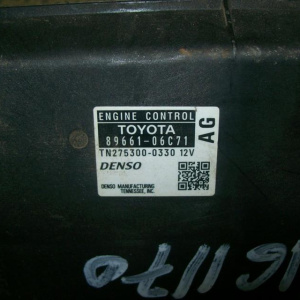 ENGINE CONTROL
TOYOTA
89661-06C71
AG
TN275300-0330 12V
DENSO
DENSO MANUFACTURING
TENNESSEE, INC.